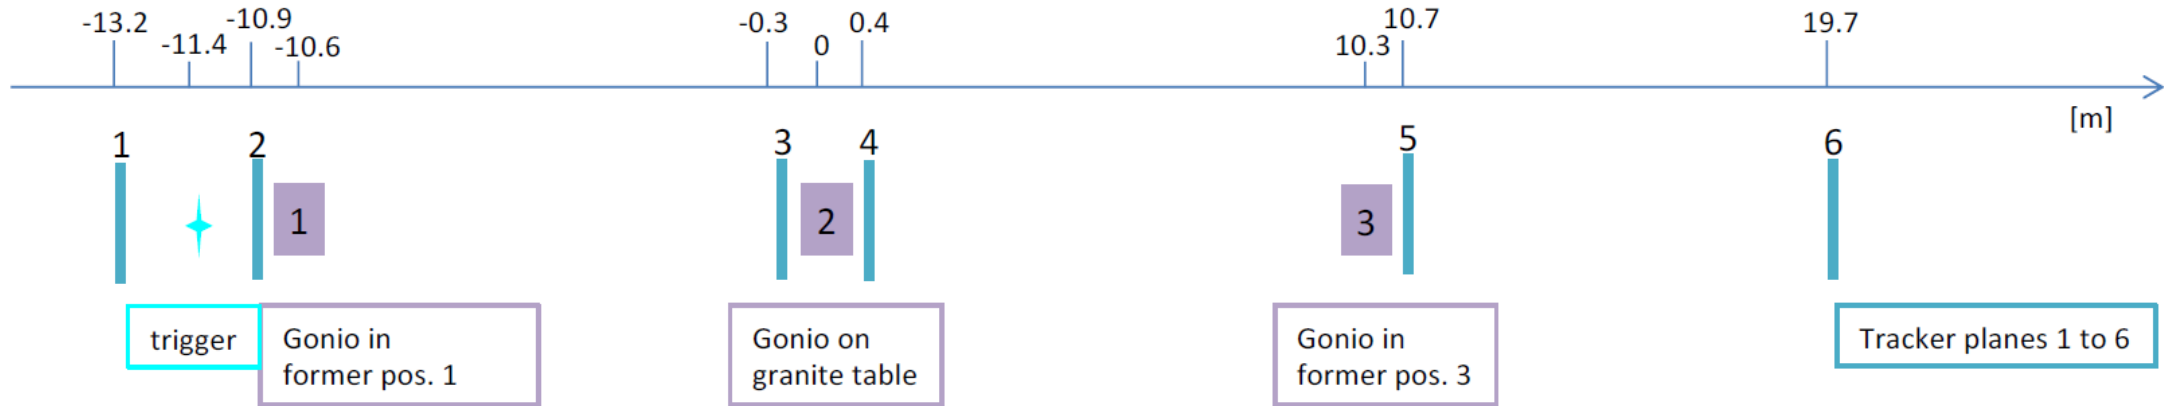 -13.2 -10.9 -0.3 0.4 10.7 19.7
-11.4 -10.6 0 10.3
[m]
1 2 3 4 5 6
1 2 3
trigger
Gonio in
former pos. 1
Gonio on
granite table
Gonio in
former pos. 3
Tracker planes 1 to 6